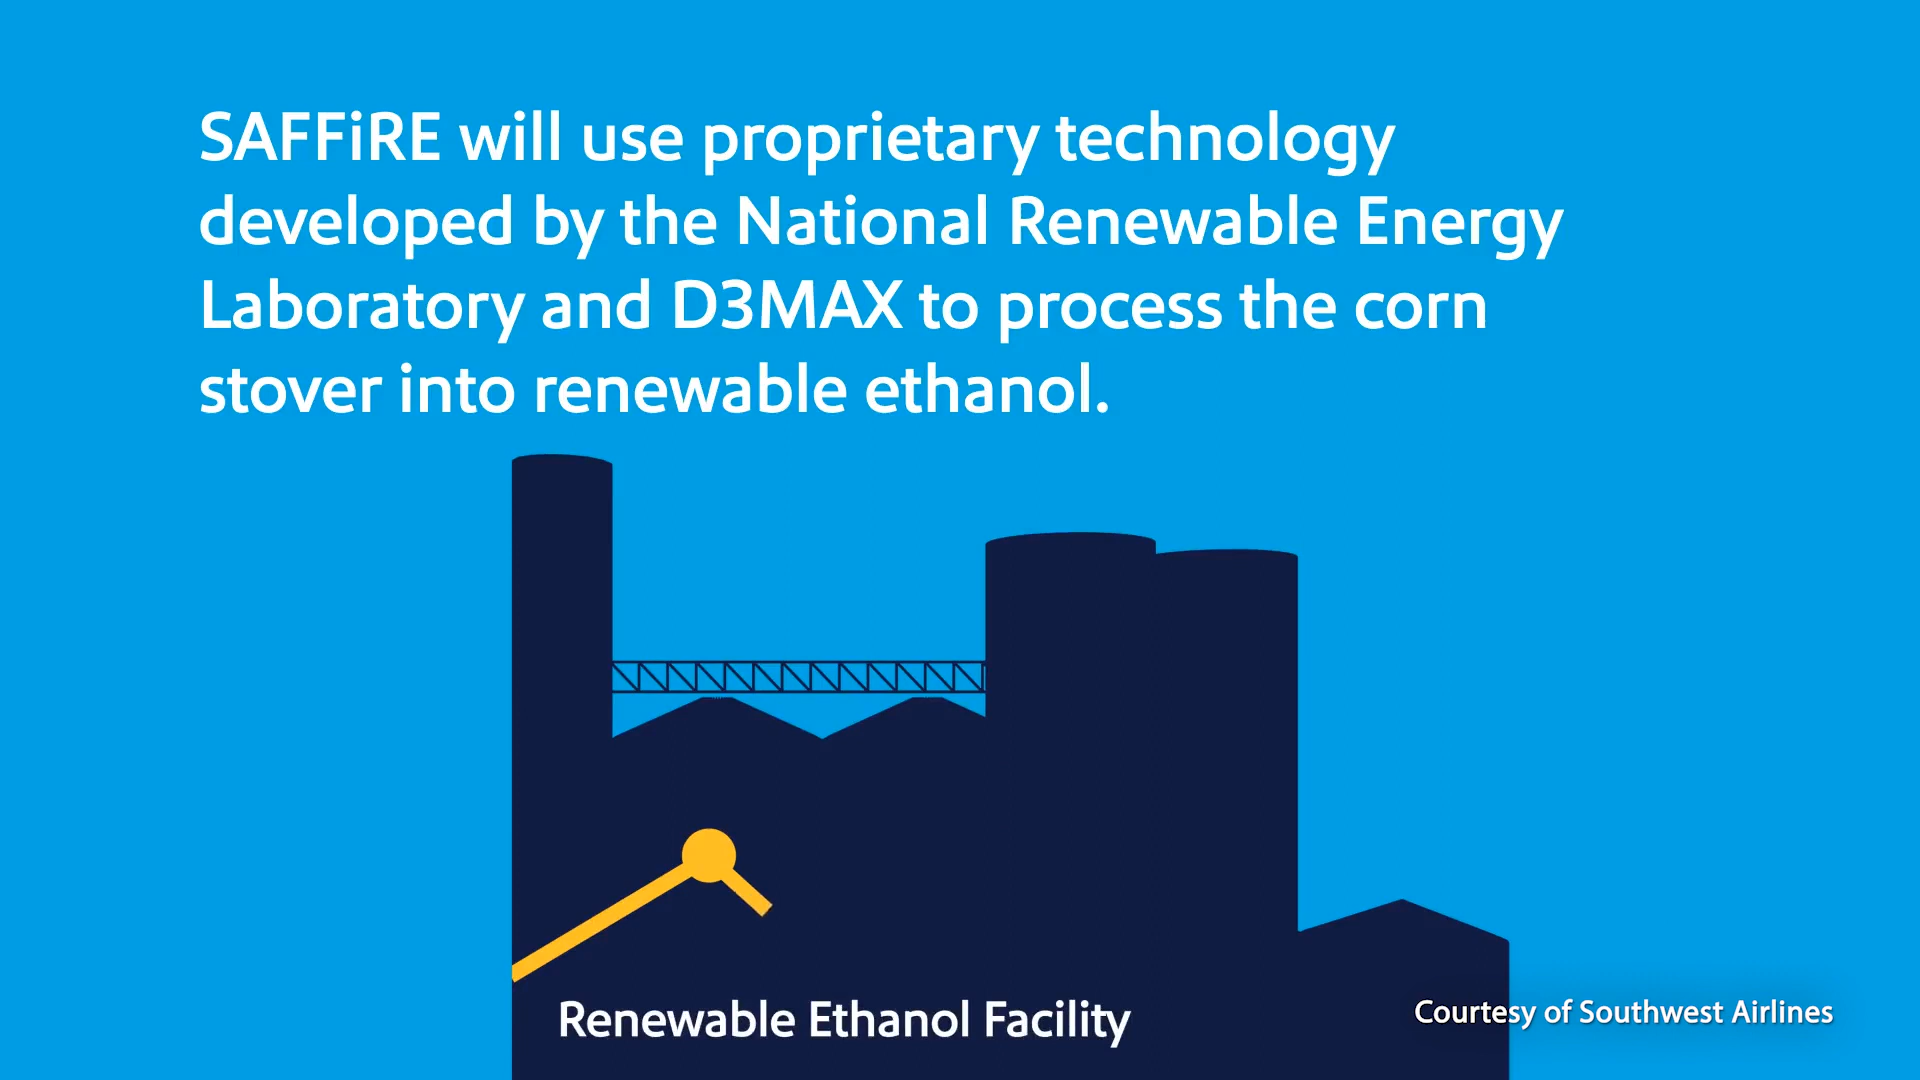 SAFFiRE will use proprietary technology
developed by the National Renewable Energy
Laboratory and D3MAX to process the corn
stover into renewable ethanol.
Renewable Ethanol Facility
Courtesy of Southwest Airlines